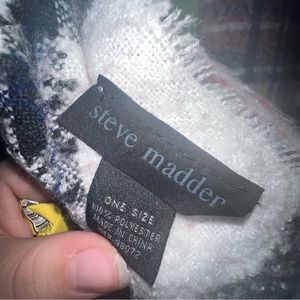 steve madden
ONE SIZE
100% POLYESTER
MADE IN CHINA